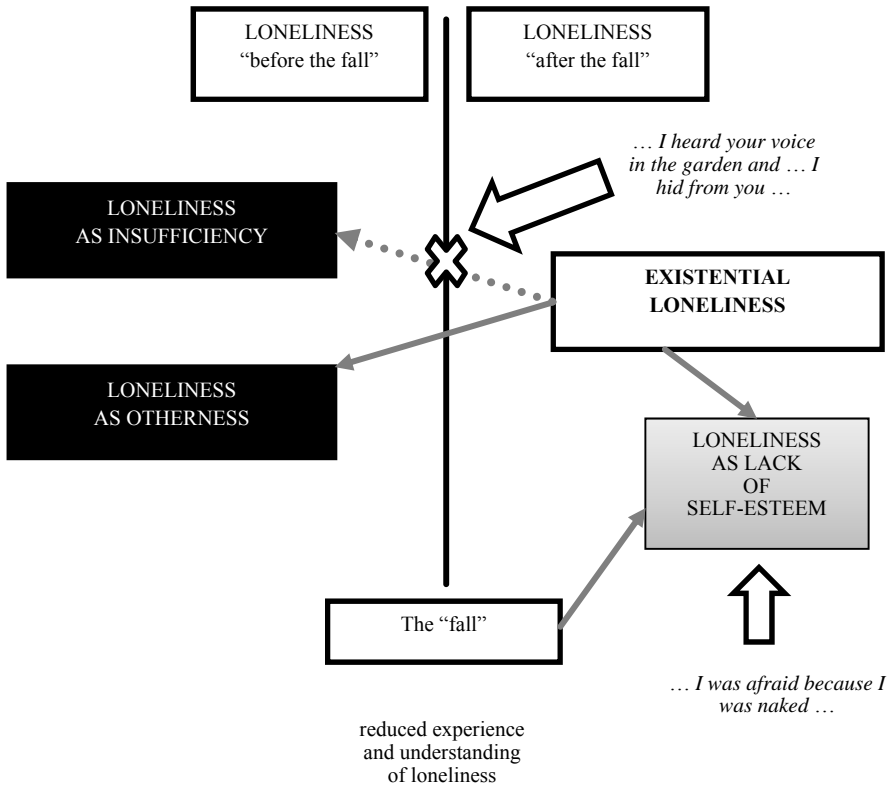 LONELINESS
“before the fall”
LONELINESS
“after the fall”
… I heard your voice
in the garden and … I
hid from you …
LONELINESS
AS INSUFFICIENCY
EXISTENTIAL
LONELINESS
LONELINESS
AS OTHERNESS
LONELINESS
AS LACK
OF
SELF-ESTEEM
The “fall”
… I was afraid because I
was naked …
reduced experience
and understanding
of loneliness